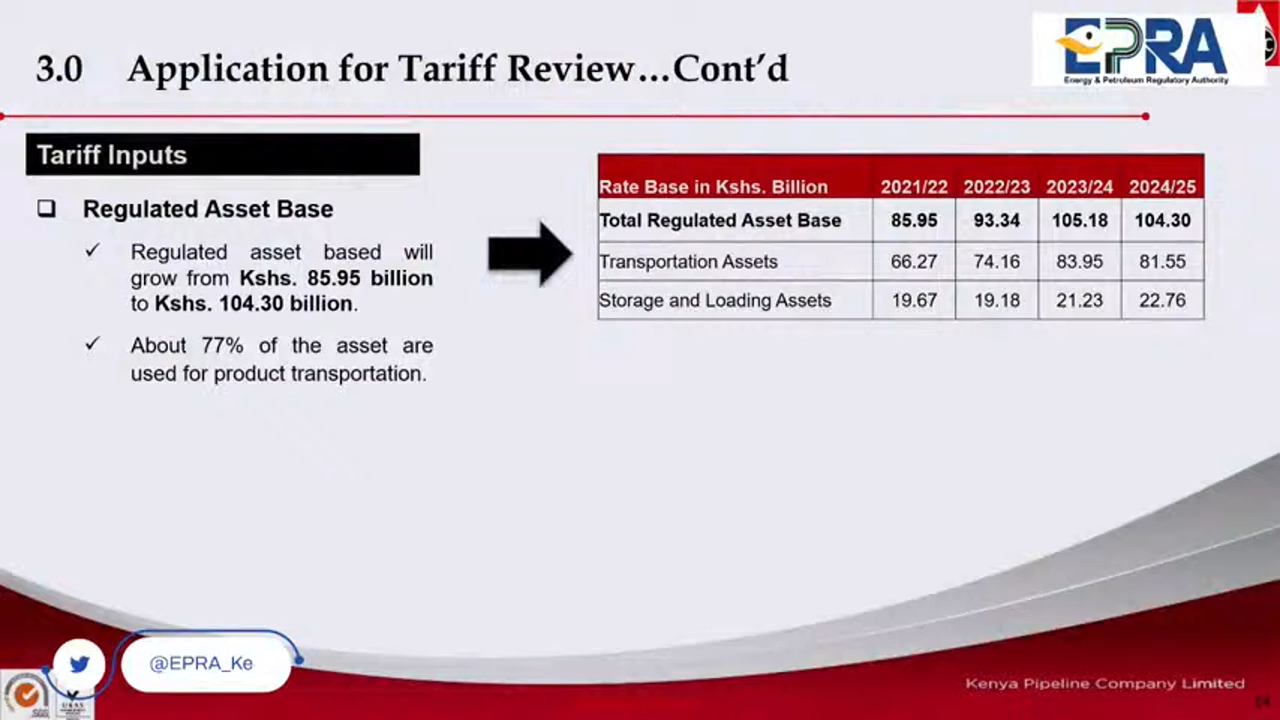 3.0 Application for Tariff Review...Cont'd
EPRA
Energy & Petroleum Regulatory Authority
Tariff Inputs
Regulated Asset Base
Regulated asset based will
grow from Kshs. 85.95 billion
to Kshs. 104.30 billion.
About 77% of the asset are
used for product transportation.
Rate Base in Kshs. Billion 2021/22 2022/23 2023/24 2024/25
Total Regulated Asset Base 85.95 93.34 105.18 104.30
Transportation Assets 66.27 74.16 83.95 81.55
Storage and Loading Assets 19.67 19.18 21.23 22.76
@EPRA_Ke
SGS
UKAS
Kenya Pipeline Company Limited